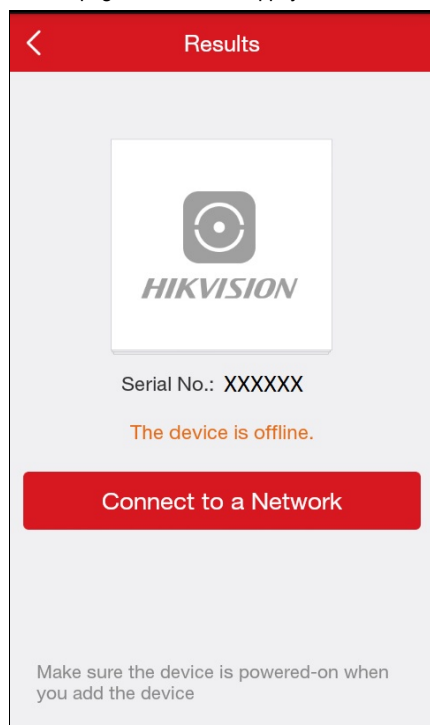 Results
HIKVISION
Serial No.: XXXXXX
The device is offline.
Connect to a Network
Make sure the device is powered-on when
you add the device